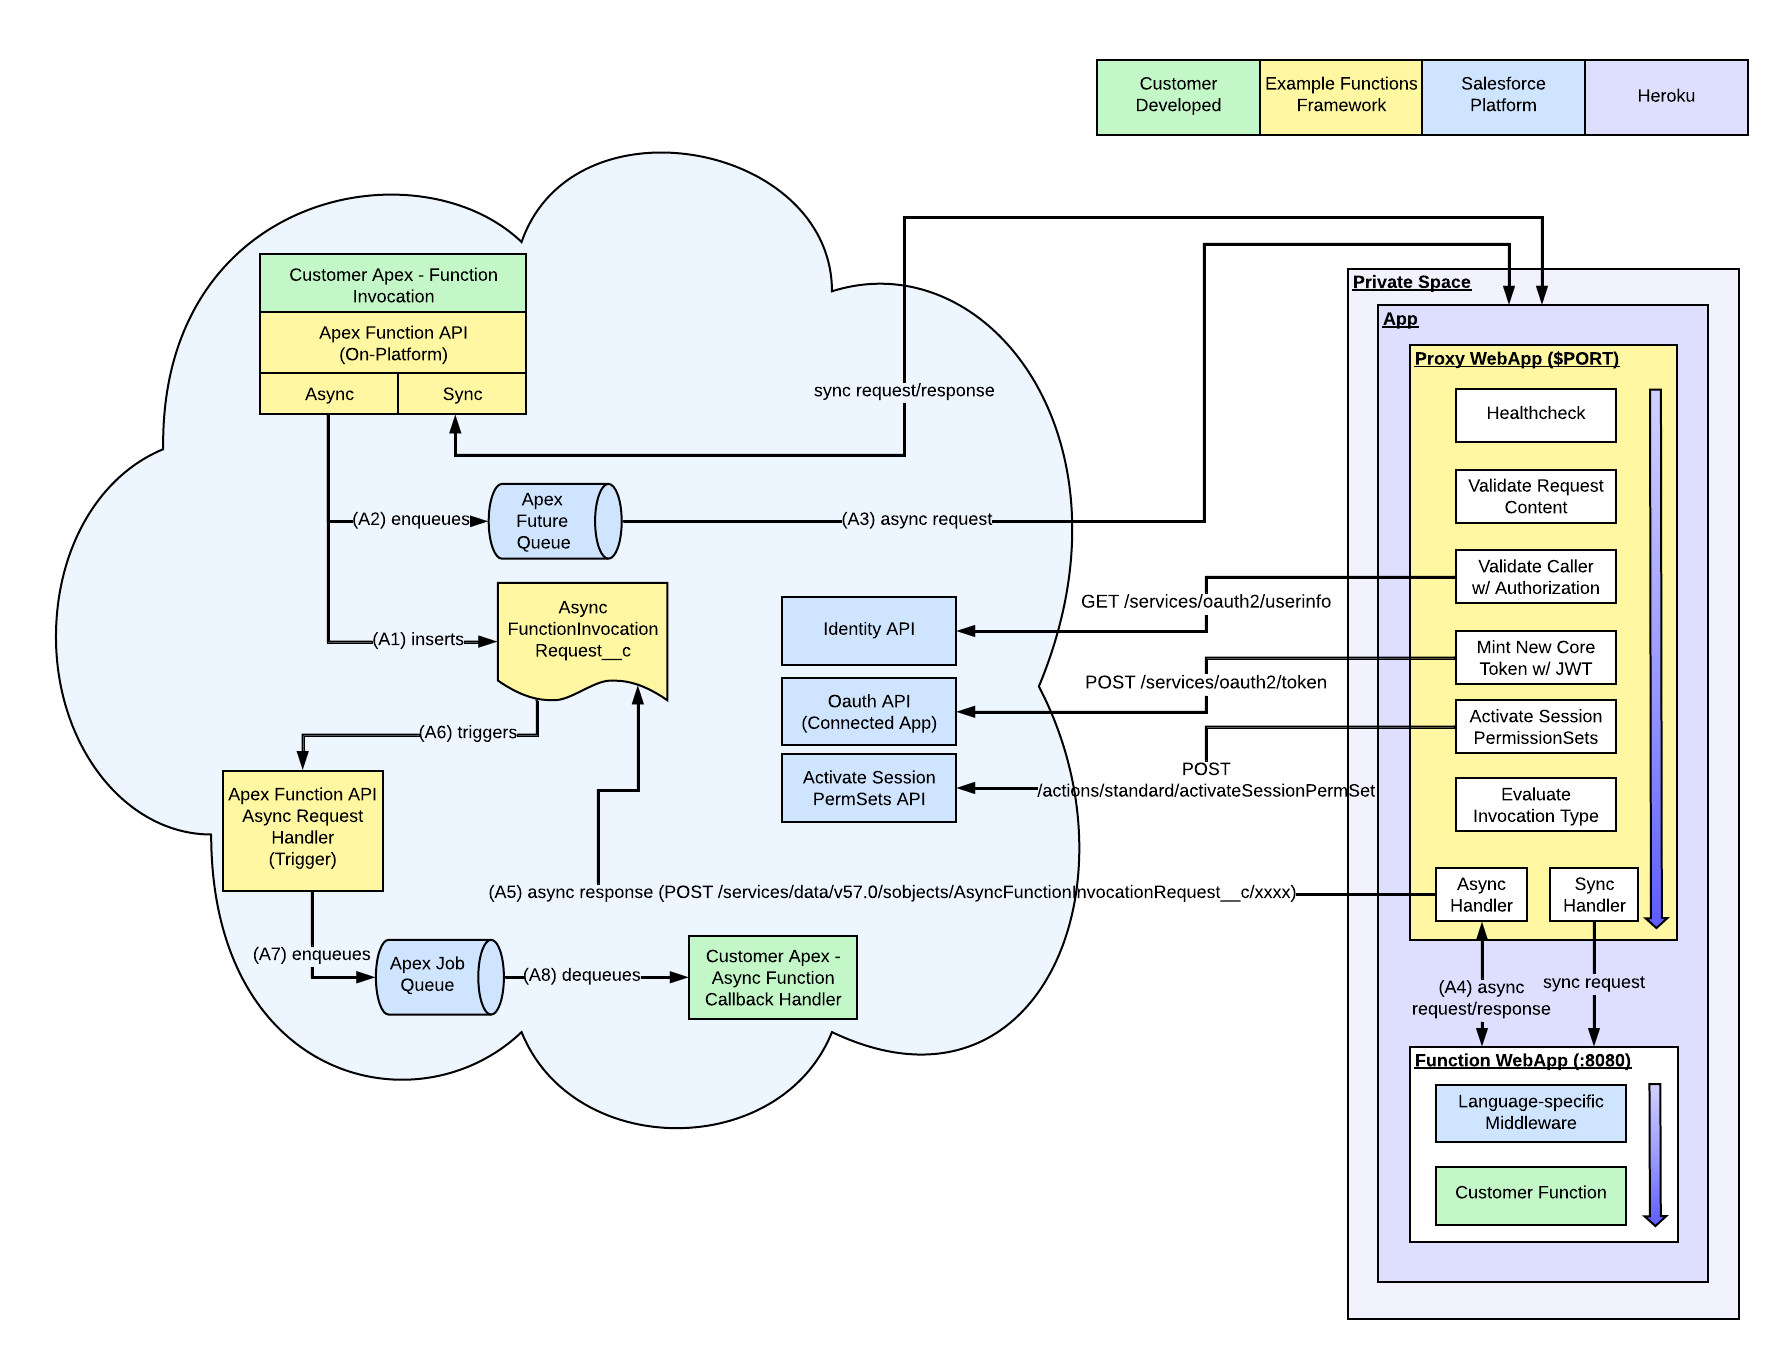 Customer
Developed
Example Functions
Framework
Salesforce
Platform
Heroku
Customer Apex - Function
Invocation
Apex Function API
(On-Platform)
Async
Sync
sync request/response
(A2) enqueues
Apex
Future
Queue
(A3) async request
(A1) inserts
Async
FunctionInvocation
Request__c
(A6) triggers
Apex Function API
Async Request
Handler
(Trigger)
(A7) enqueues
Apex Job
Queue
(A8) dequeues
Customer Apex -
Async Function
Callback Handler
Identity API
Oauth API
(Connected App)
Activate Session
PermSets API
GET /services/oauth2/userinfo
POST /services/oauth2/token
POST
/actions/standard/activateSessionPermSet
(A5) async response (POST /services/data/v57.0/sobjects/AsyncFunctionInvocationRequest__c/xxxx)
Private Space
App
Proxy WebApp ($PORT)
Healthcheck
Validate Request
Content
Validate Caller
w/ Authorization
Mint New Core
Token w/ JWT
Activate Session
PermissionSets
Evaluate
Invocation Type
Async
Handler
Sync
Handler
(A4) async
request/response
sync request
Function WebApp (:8080)
Language-specific
Middleware
Customer Function